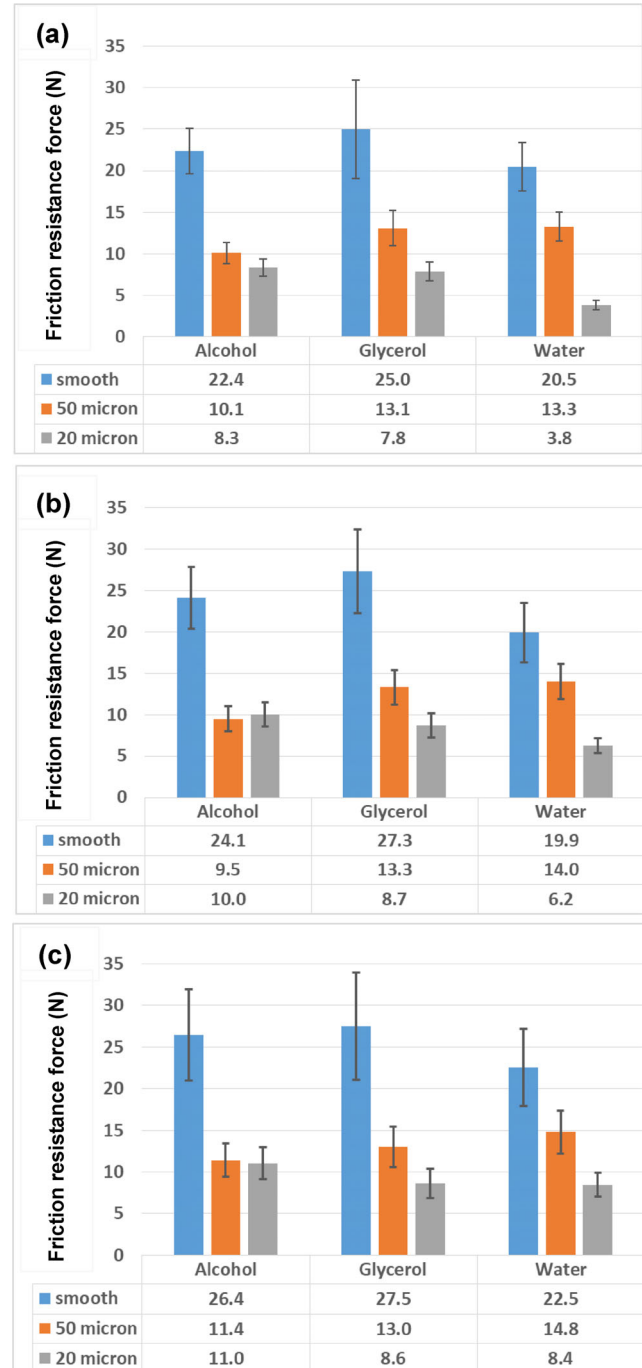 (a)
Friction resistance force (N)
35
30
25
20
15
10
5
0
Alcohol Glycerol Water
smooth 22.4 25.0 20.5
50 micron 10.1 13.1 13.3
20 micron 8.3 7.8 3.8
(b)
Friction resistance force (N)
35
30
25
20
15
10
5
0
Alcohol Glycerol Water
smooth 24.1 27.3 19.9
50 micron 9.5 13.3 14.0
20 micron 10.0 8.7 6.2
(c)
Friction resistance force (N)
35
30
25
20
15
10
5
0
Alcohol Glycerol Water
smooth 26.4 27.5 22.5
50 micron 11.4 13.0 14.8
20 micron 11.0 8.6 8.4